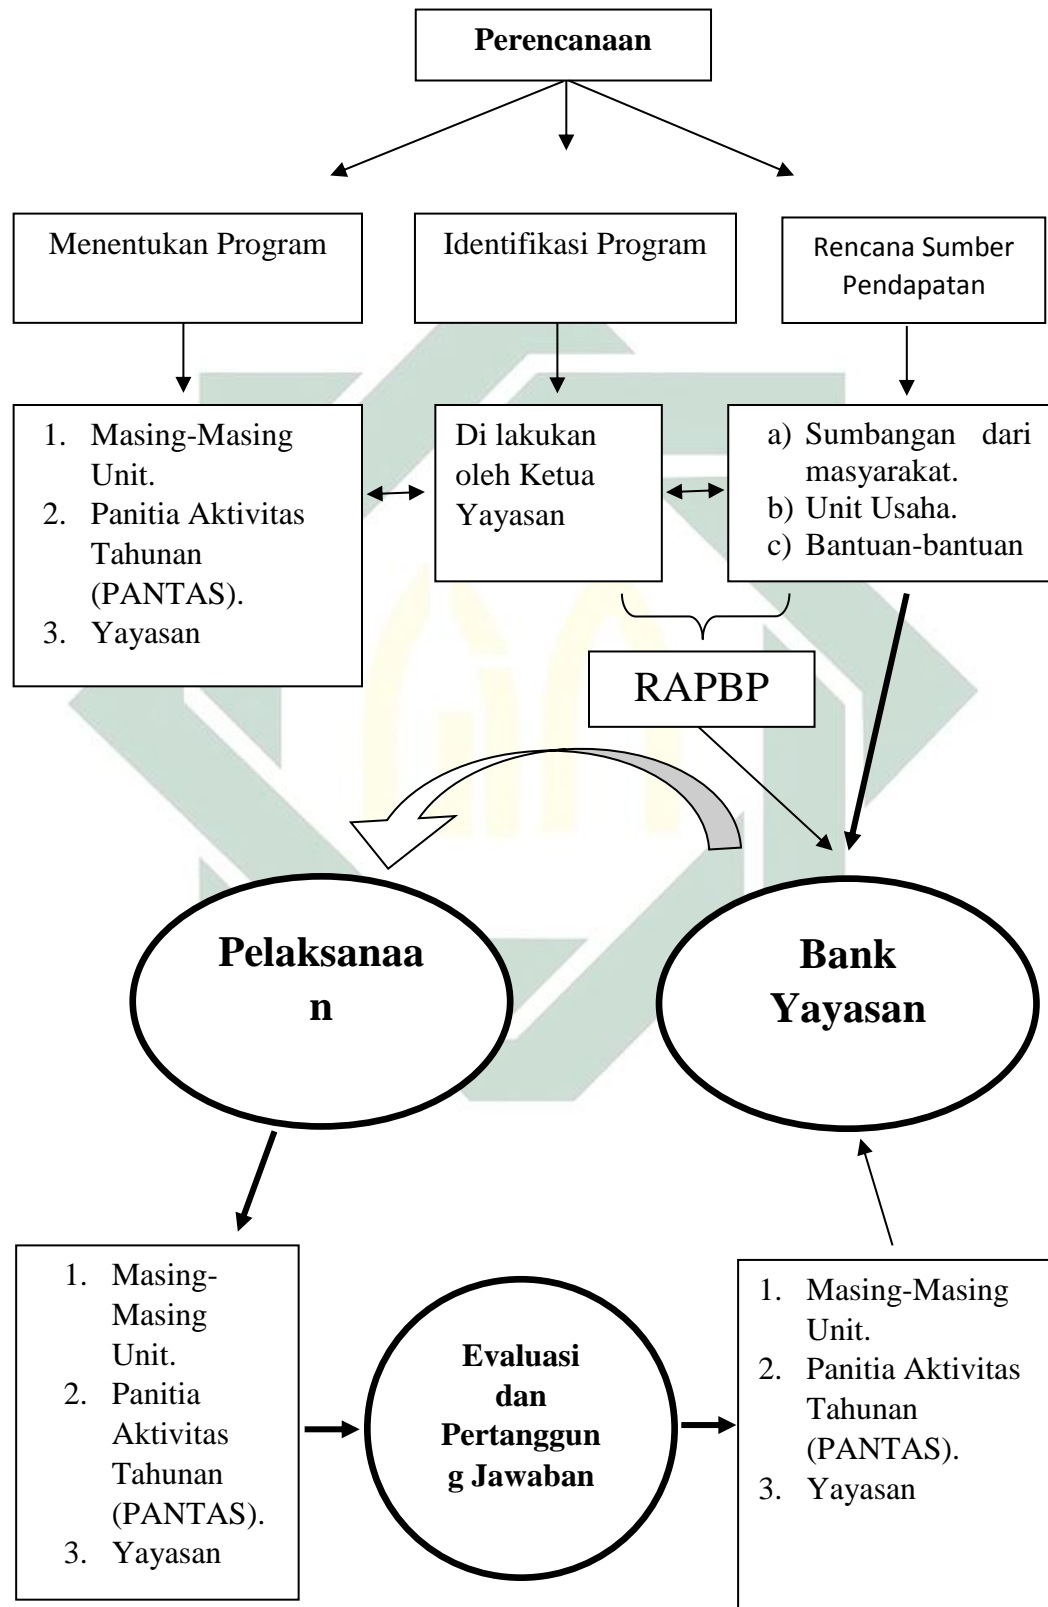 Perencanaan
Menentukan Program
Identifikasi Program
Rencana Sumber
Pendapatan
1. Masing-Masing
Unit.
2. Panitia Aktivitas
Tahunan
(PANTAS).
3. Yayasan
Di lakukan
oleh Ketua
Yayasan
a) Sumbangan dari
masyarakat.
b) Unit Usaha.
c) Bantuan-bantuan
RAPBP
Pelaksanaa
n
Bank
Yayasan
1. Masing-
Masing
Unit.
2. Panitia
Aktivitas
Tahunan
(PANTAS).
3. Yayasan
Evaluasi
dan
Pertanggun
g Jawaban
1. Masing-Masing
Unit.
2. Panitia Aktivitas
Tahunan
(PANTAS).
3. Yayasan